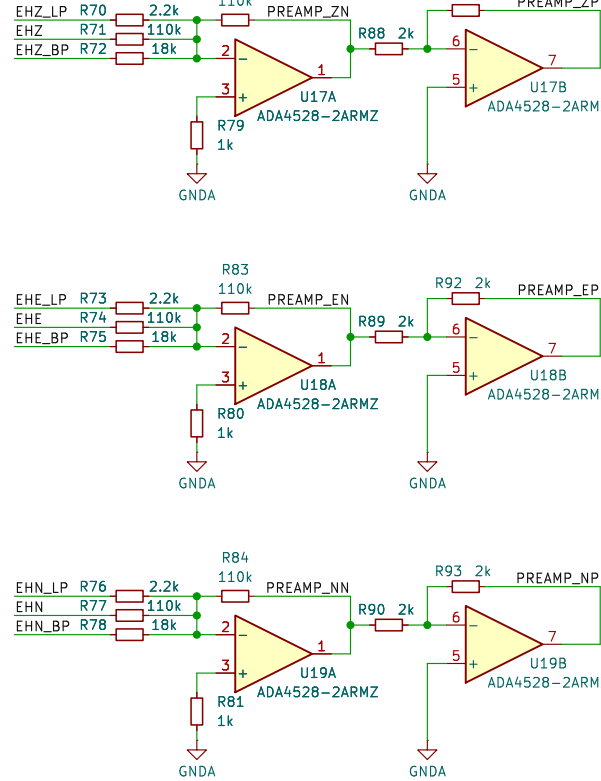 EHZ_LP R70 2.2k 110k PREAMP_ZN PREAMP_ZP
EHZ R71 110k R88 2k
EHZ_BP R72 18k 2 6
1 7
3 U17A 5 U17B
ADA4528-2ARMZ ADA4528-2ARM
R79
1k
GNDA GNDA
R83 R92 2k PREAMP_EP
110k
EHE_LP R73 2.2k PREAMP_EN
EHE R74 110k R89 2k
EHE_BP R75 18k 2 6
1 7
3 U18A 5 U18B
ADA4528-2ARMZ ADA4528-2ARM
R80
1k
GNDA GNDA
R84 R93 2k PREAMP_NP
110k
EHN_LP R76 2.2k PREAMP_NN
EHN R77 110k R90 2k
EHN_BP R78 18k 2 6
1 7
3 U19A 5 U19B
ADA4528-2ARMZ ADA4528-2ARM
R81
1k
GNDA GNDA